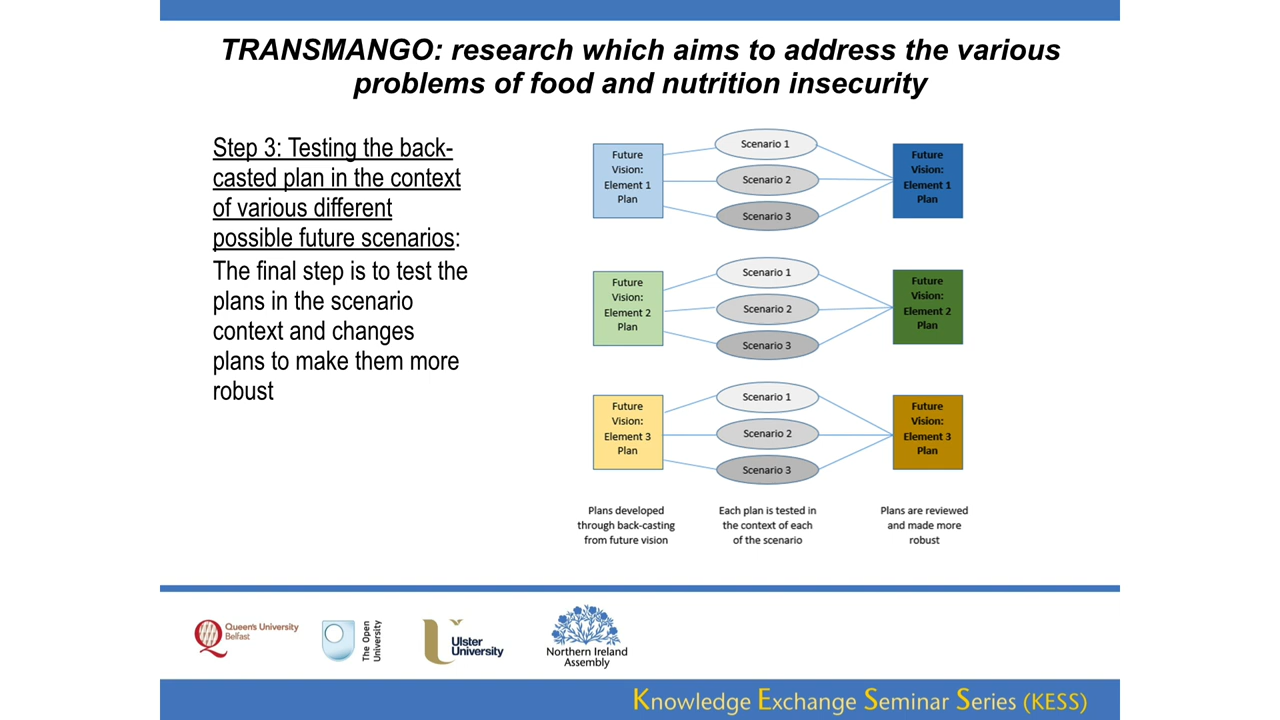 TRANSMANGO: research which aims to address the various
problems of food and nutrition insecurity
Step 3: Testing the back-
casted plan in the context
of various different
possible future scenarios:
The final step is to test the
plans in the scenario
context and changes
plans to make them more
robust
Future
Vision:
Element 1
Plan
Scenario 1
Scenario 2
Scenario 3
Future
Vision:
Element 1
Plan
Future
Vision:
Element 2
Plan
Scenario 1
Scenario 2
Scenario 3
Future
Vision:
Element 2
Plan
Future
Vision:
Element 3
Plan
Scenario 1
Scenario 2
Scenario 3
Future
Vision:
Element 3
Plan
Plans developed
through back-casting
from future vision
Each plan is tested in
the context of each
of the scenario
Plans are reviewed
and made more
robust
Queen's University
Belfast
The Open
University
Ulster
University
Northern Ireland
Assembly
Knowledge Exchange Seminar Series (KESS)